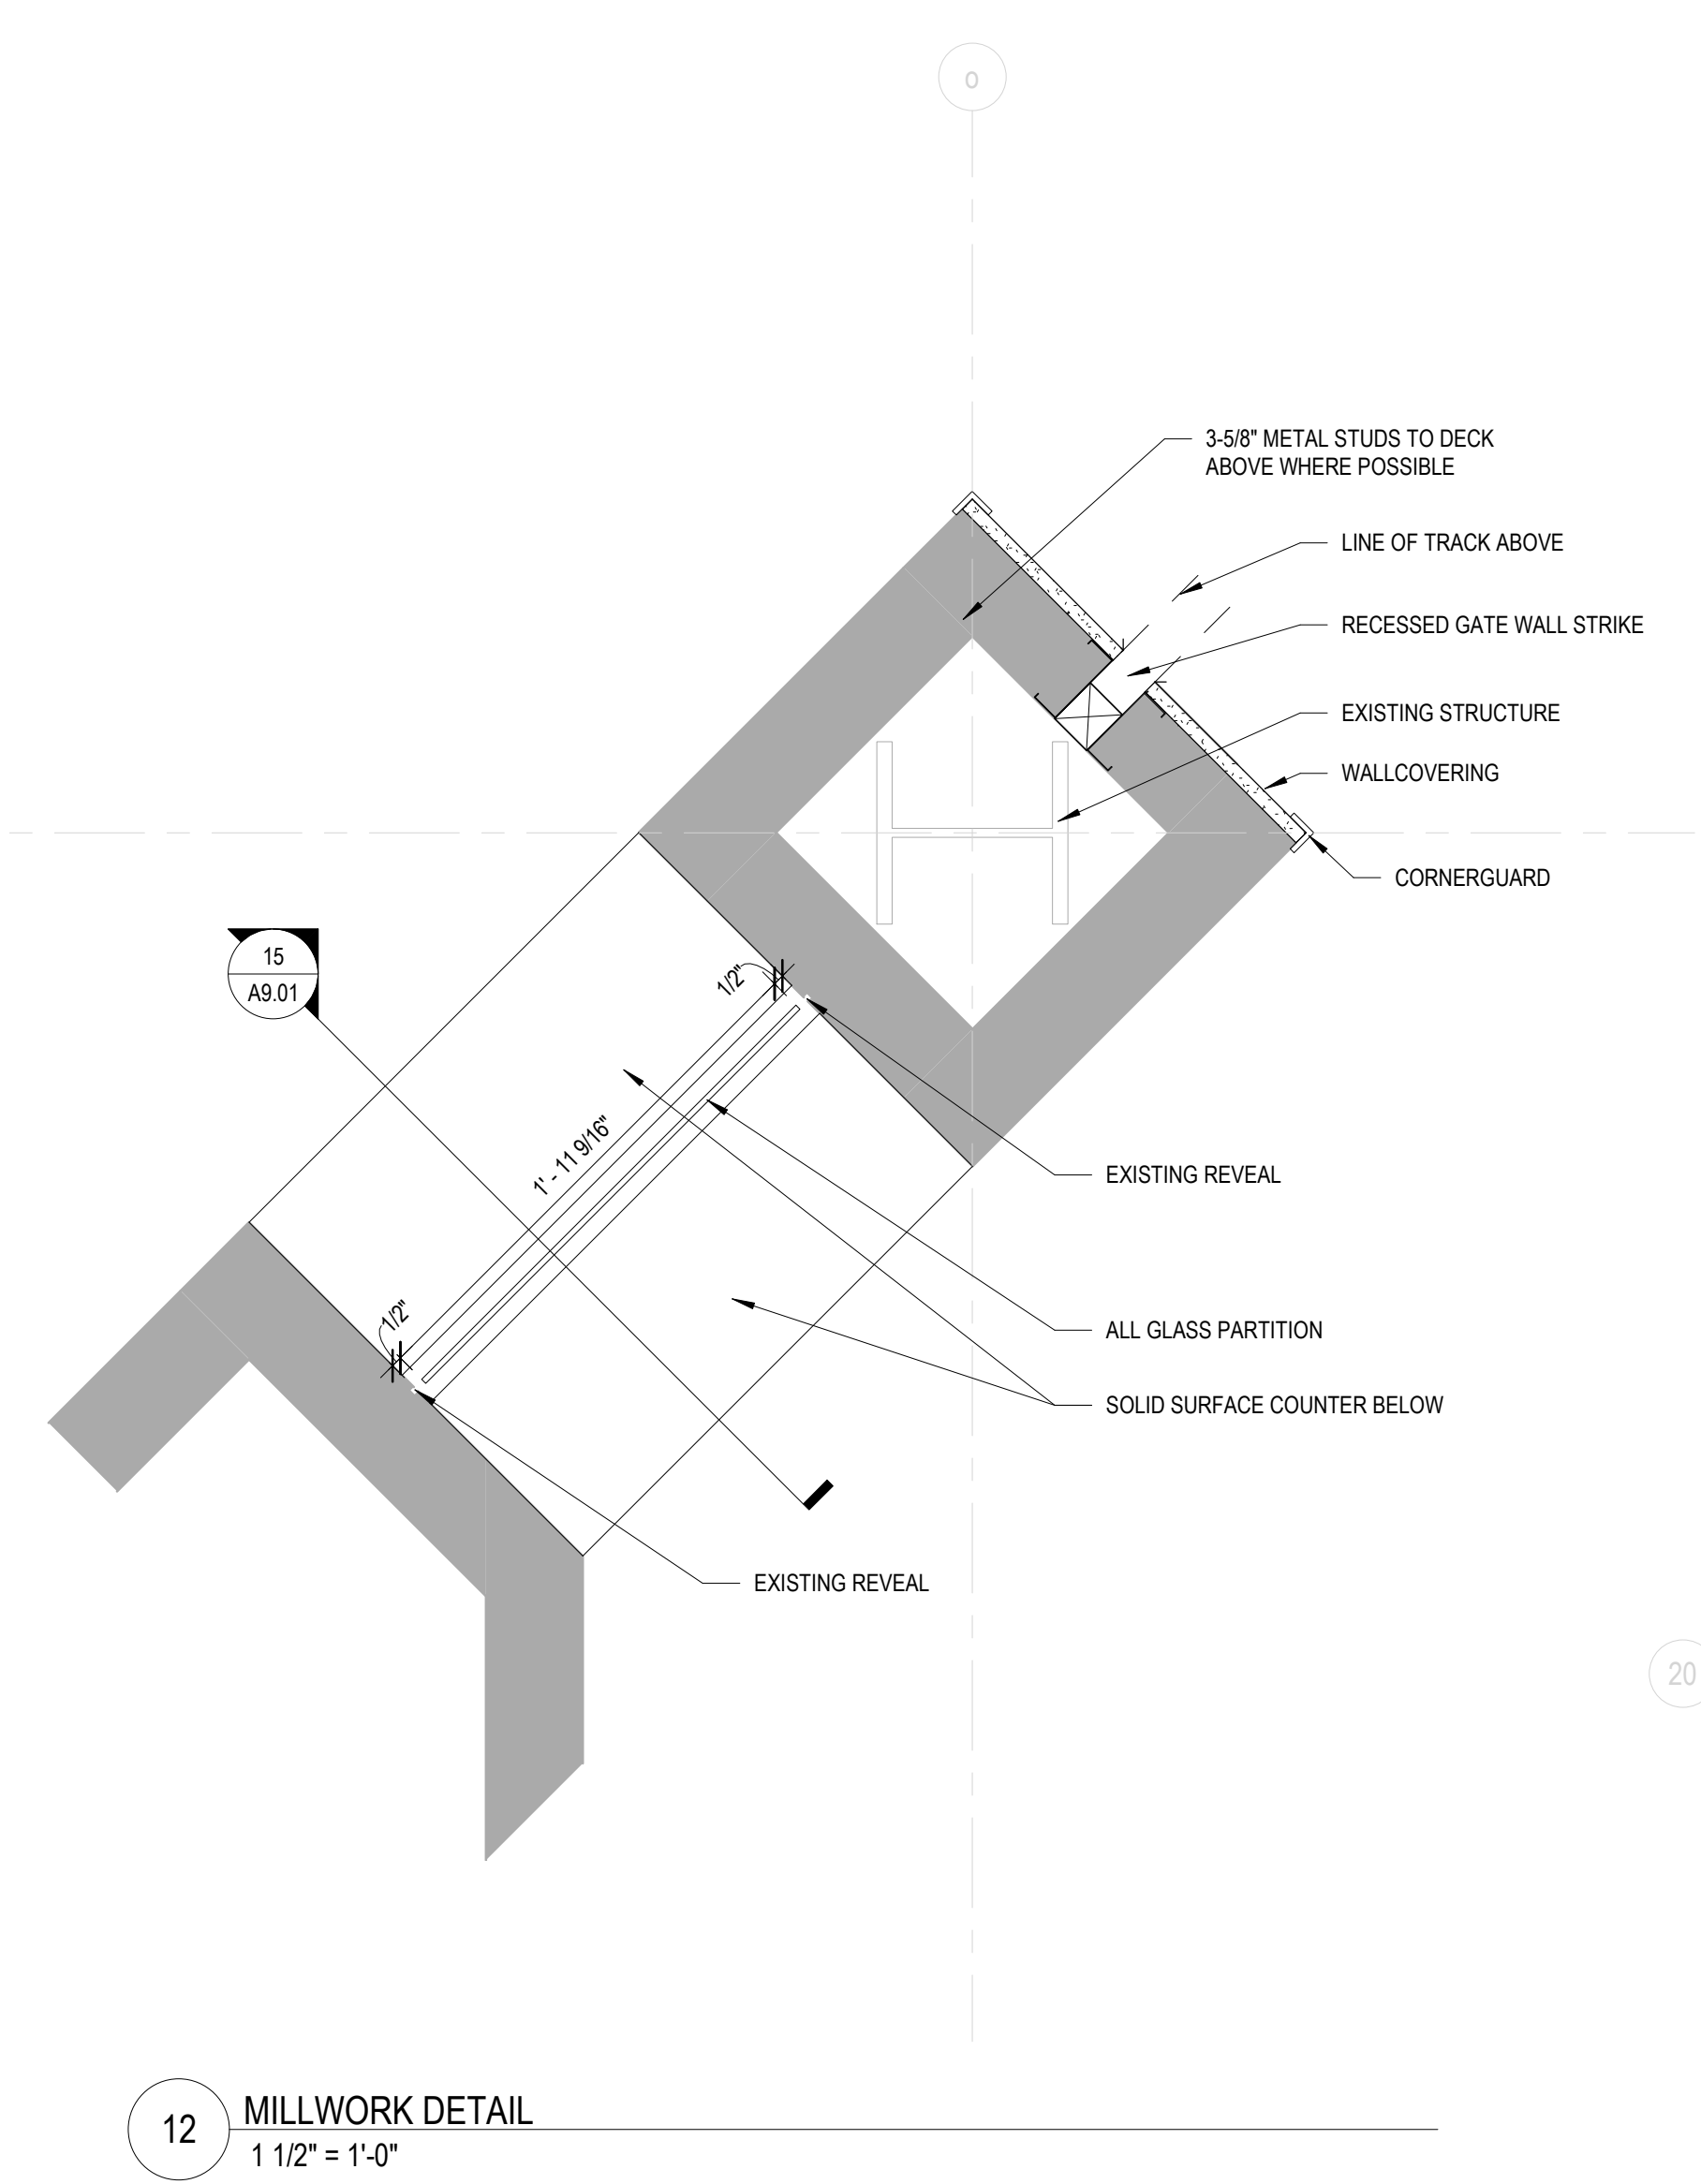 O
3-5/8" METAL STUDS TO DECK
ABOVE WHERE POSSIBLE
LINE OF TRACK ABOVE
RECESSED GATE WALL STRIKE
EXISTING STRUCTURE
WALLCOVERING
CORNERGUARD
15
A9.01
1/2"
1' - 11 9/16"
EXISTING REVEAL
1/2"
ALL GLASS PARTITION
SOLID SURFACE COUNTER BELOW
EXISTING REVEAL
20
12
MILLWORK DETAIL
1 1/2" = 1'-0"